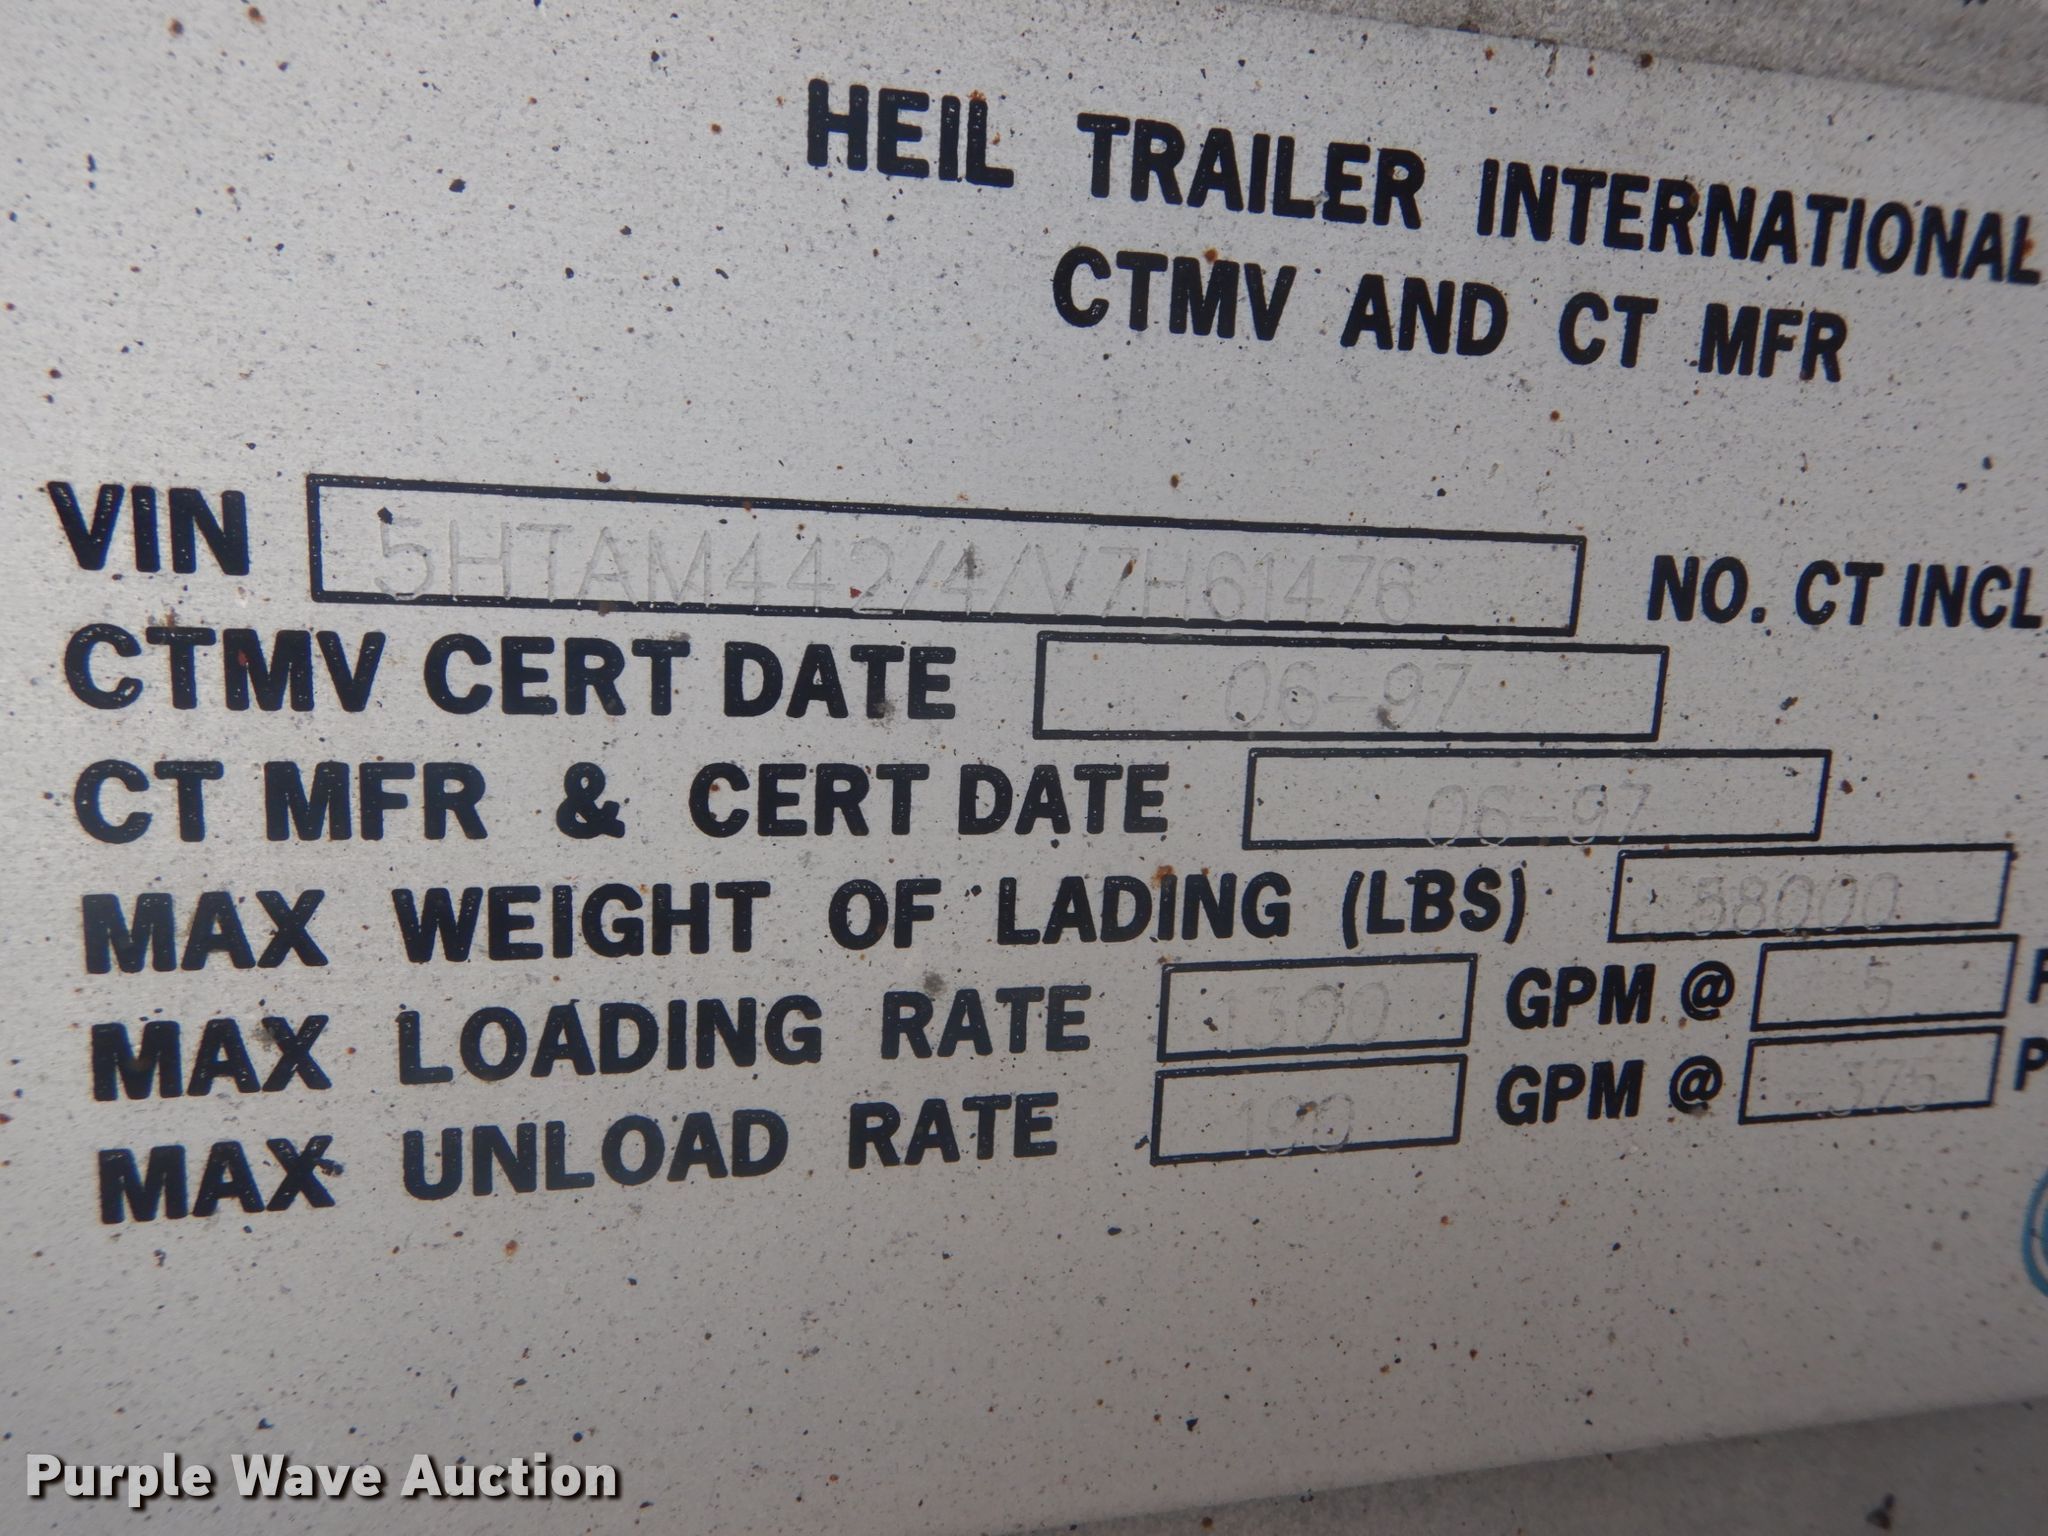 HEIL TRAILER INTERNATIONAL
CTMV AND CT MFR
VIN 5HTAM442/4/V7H61476 NO. CT INCL
CTMV CERT DATE 06-97
CT MFR & CERT DATE 06-97
MAX WEIGHT OF LADING (LBS) 58000
MAX LOADING RATE 1300 GPM @ 5 P
MAX UNLOAD RATE 190 GPM @ -.375 P
Purple Wave Auction